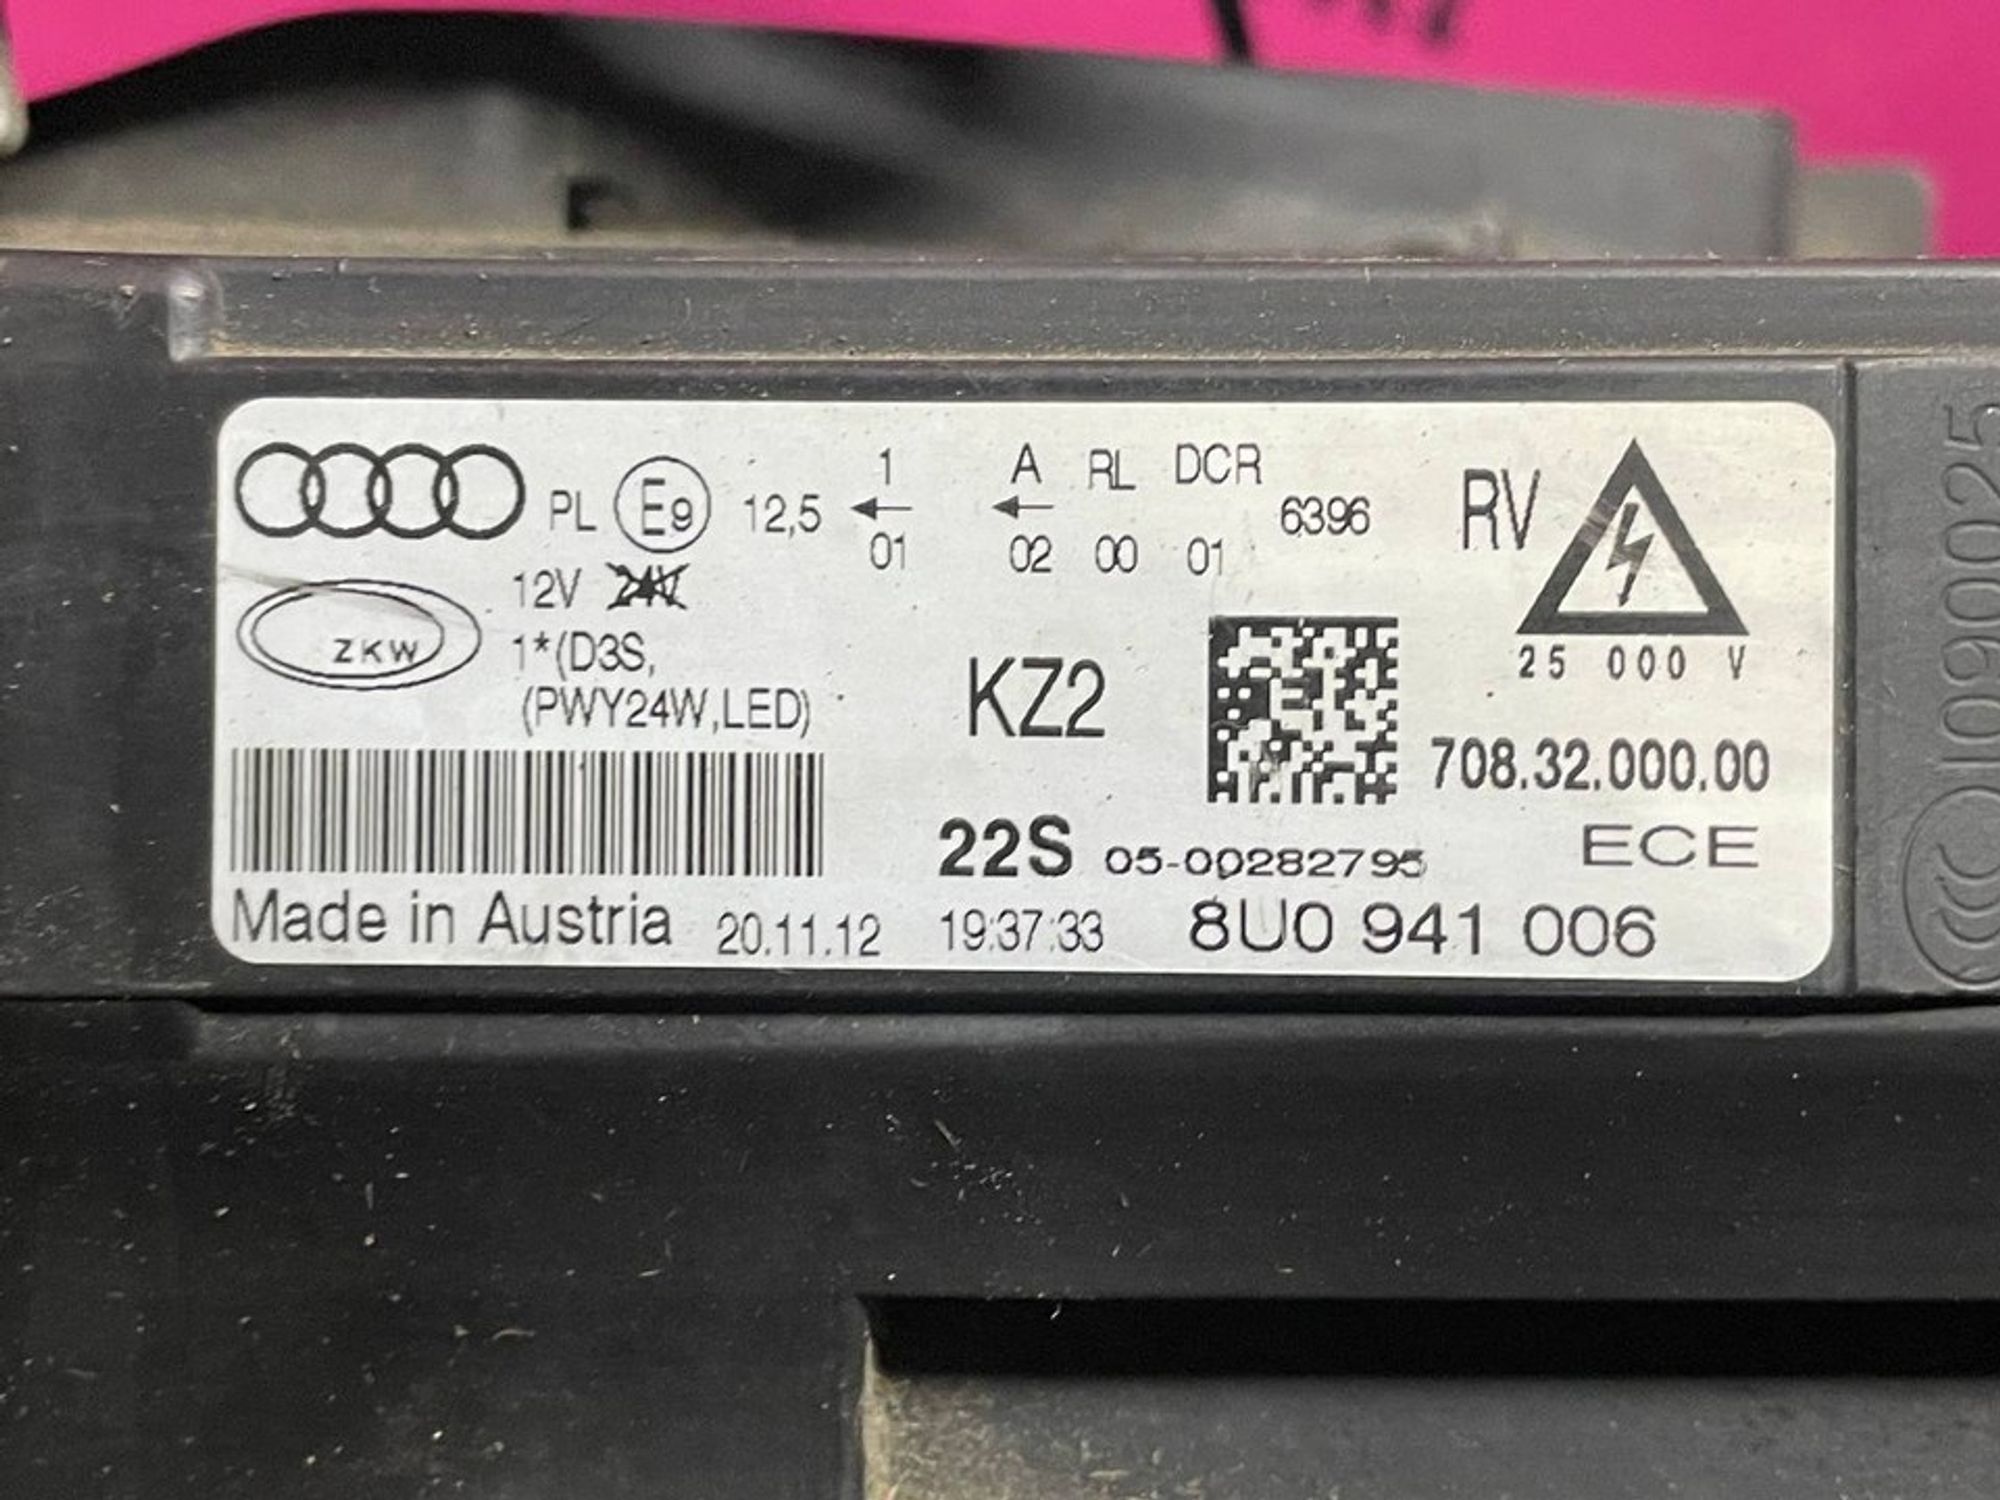 1 A RL DCR
PL E9 12,5 6396 RV
01 02 00 01
12V 24V
ZKW 1*(D3S,
(PWY24W,LED)
KZ2
25 000 V
708.32.000.00
22S 05-00282795 ECE
Made in Austria 20.11.12 19:37:33 8U0 941 006
1090025